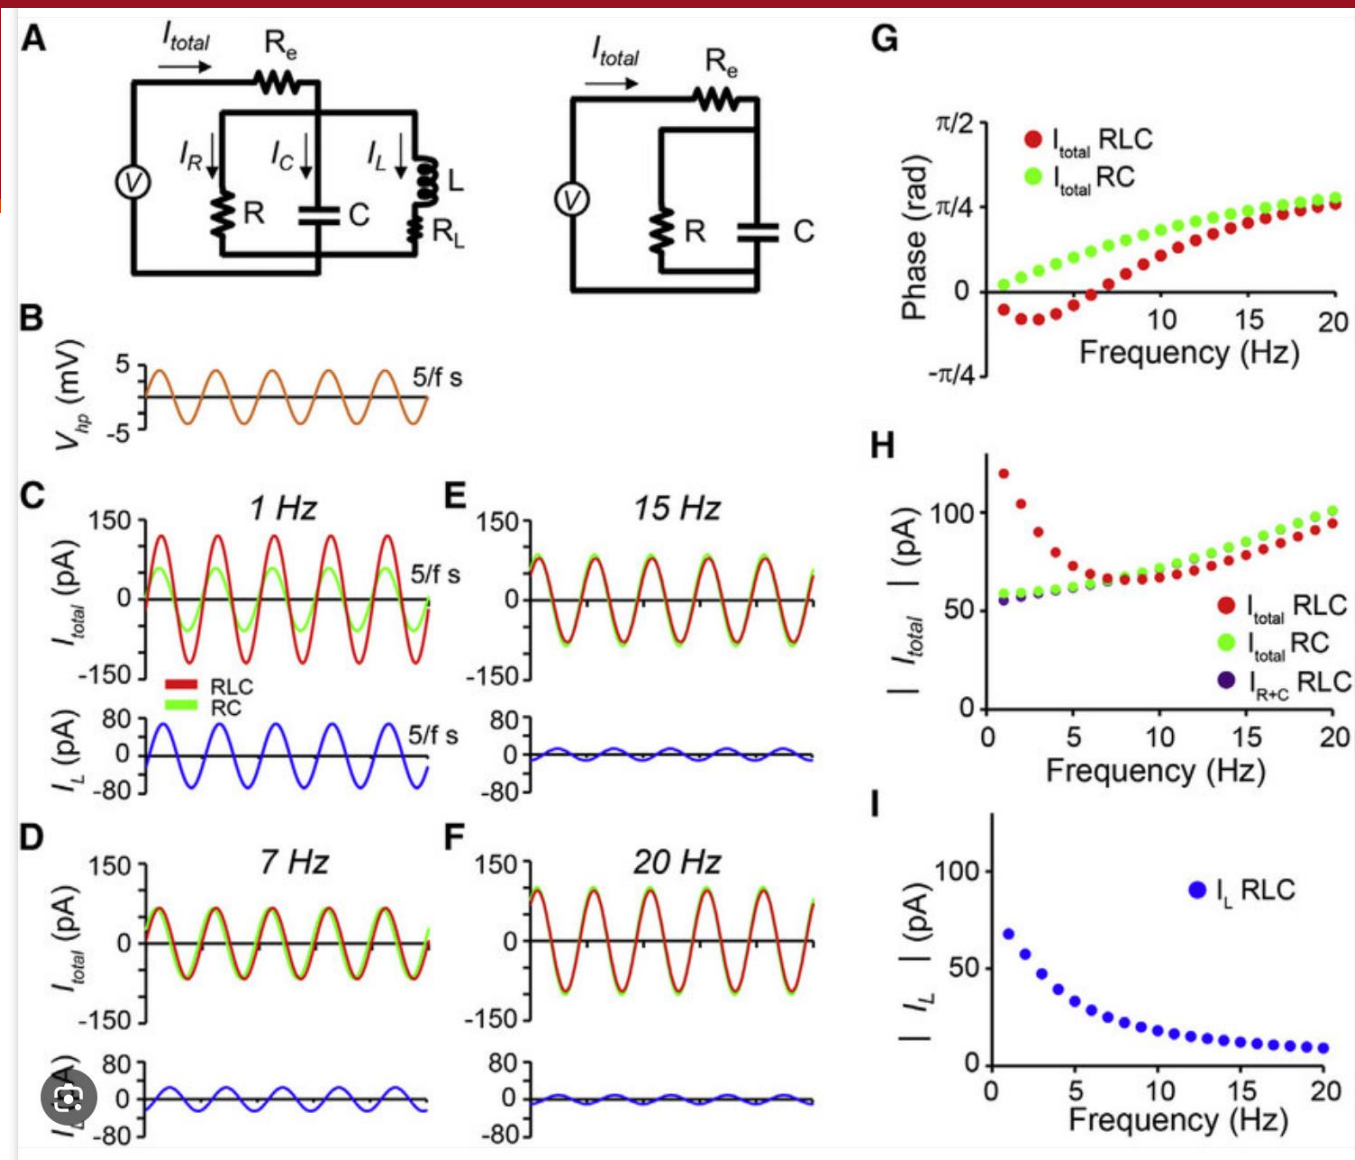 A
I_total
R_e
I_R
I_C
I_L
V
R
C
L
R_L
I_total
R_e
V
R
C
B
V_hp (mV)
5
-5
5/f s
C
1 Hz
I_total (pA)
150
0
-150
5/f s
RLC
RC
I_L (pA)
80
0
-80
5/f s
E
15 Hz
150
0
-150
80
0
-80
D
7 Hz
I_total (pA)
150
0
-150
80
0
-80
F
20 Hz
150
0
-150
80
0
-80
G
Phase (rad)
π/2
π/4
0
-π/4
I_total RLC
I_total RC
10 15 20
Frequency (Hz)
H
| I_total | (pA)
100
50
0
I_total RLC
I_total RC
I_R+C RLC
0 5 10 15 20
Frequency (Hz)
I
| I_L | (pA)
100
50
0
I_L RLC
0 5 10 15 20
Frequency (Hz)